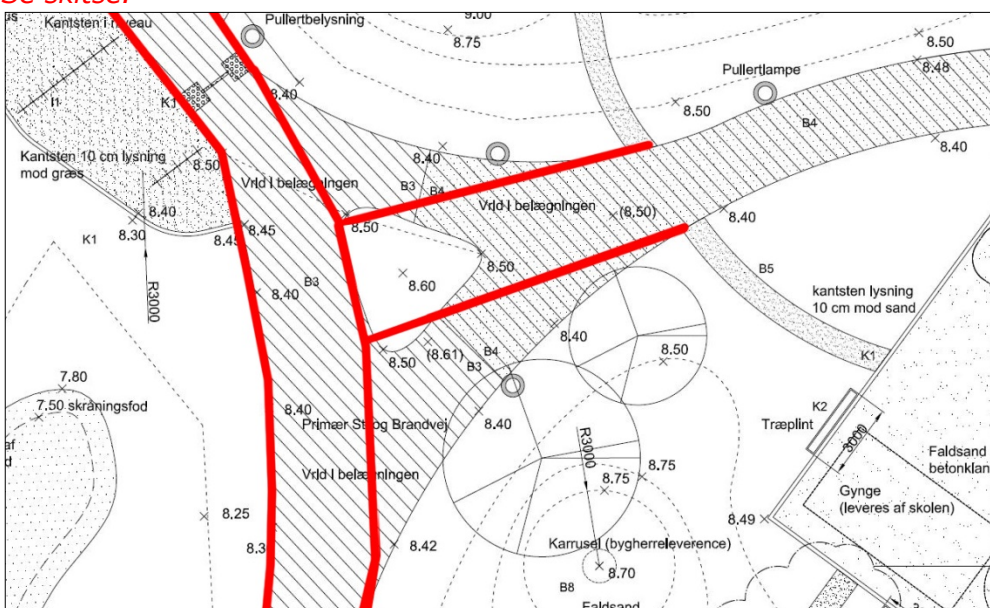 Kantsten i niveau
Pullertbelysning
9.00
8.75
8.50
8.48
Pullertlampe
8.40
K1
11
8.50
B4
8.40
Kantsten 10 cm lysning
mod græs
8.50
8.40
B3
B4
Vrid I belægningen
Vrid I belægningen
(8.50)
8.40
8.40
8.30
8.45
8.45
8.50
K1
8.50
B5
R3000
8.40
B3
8.60
kantsten lysning
10 cm mod sand
8.40
8.50
(8.61)
B4
B3
8.50
K1
7.80
7.50 skråningsfod
8.40
Primær Sti og Brandvej
8.40
K2
Træplint
3000
R3000
Faldsand
Vrid I belægningen
8.75
8.75
Gynge
(leveres af skolen)
8.25
8.49
8.42
Karrusel (bygherreleverence)
8.70
B8
Faldsand